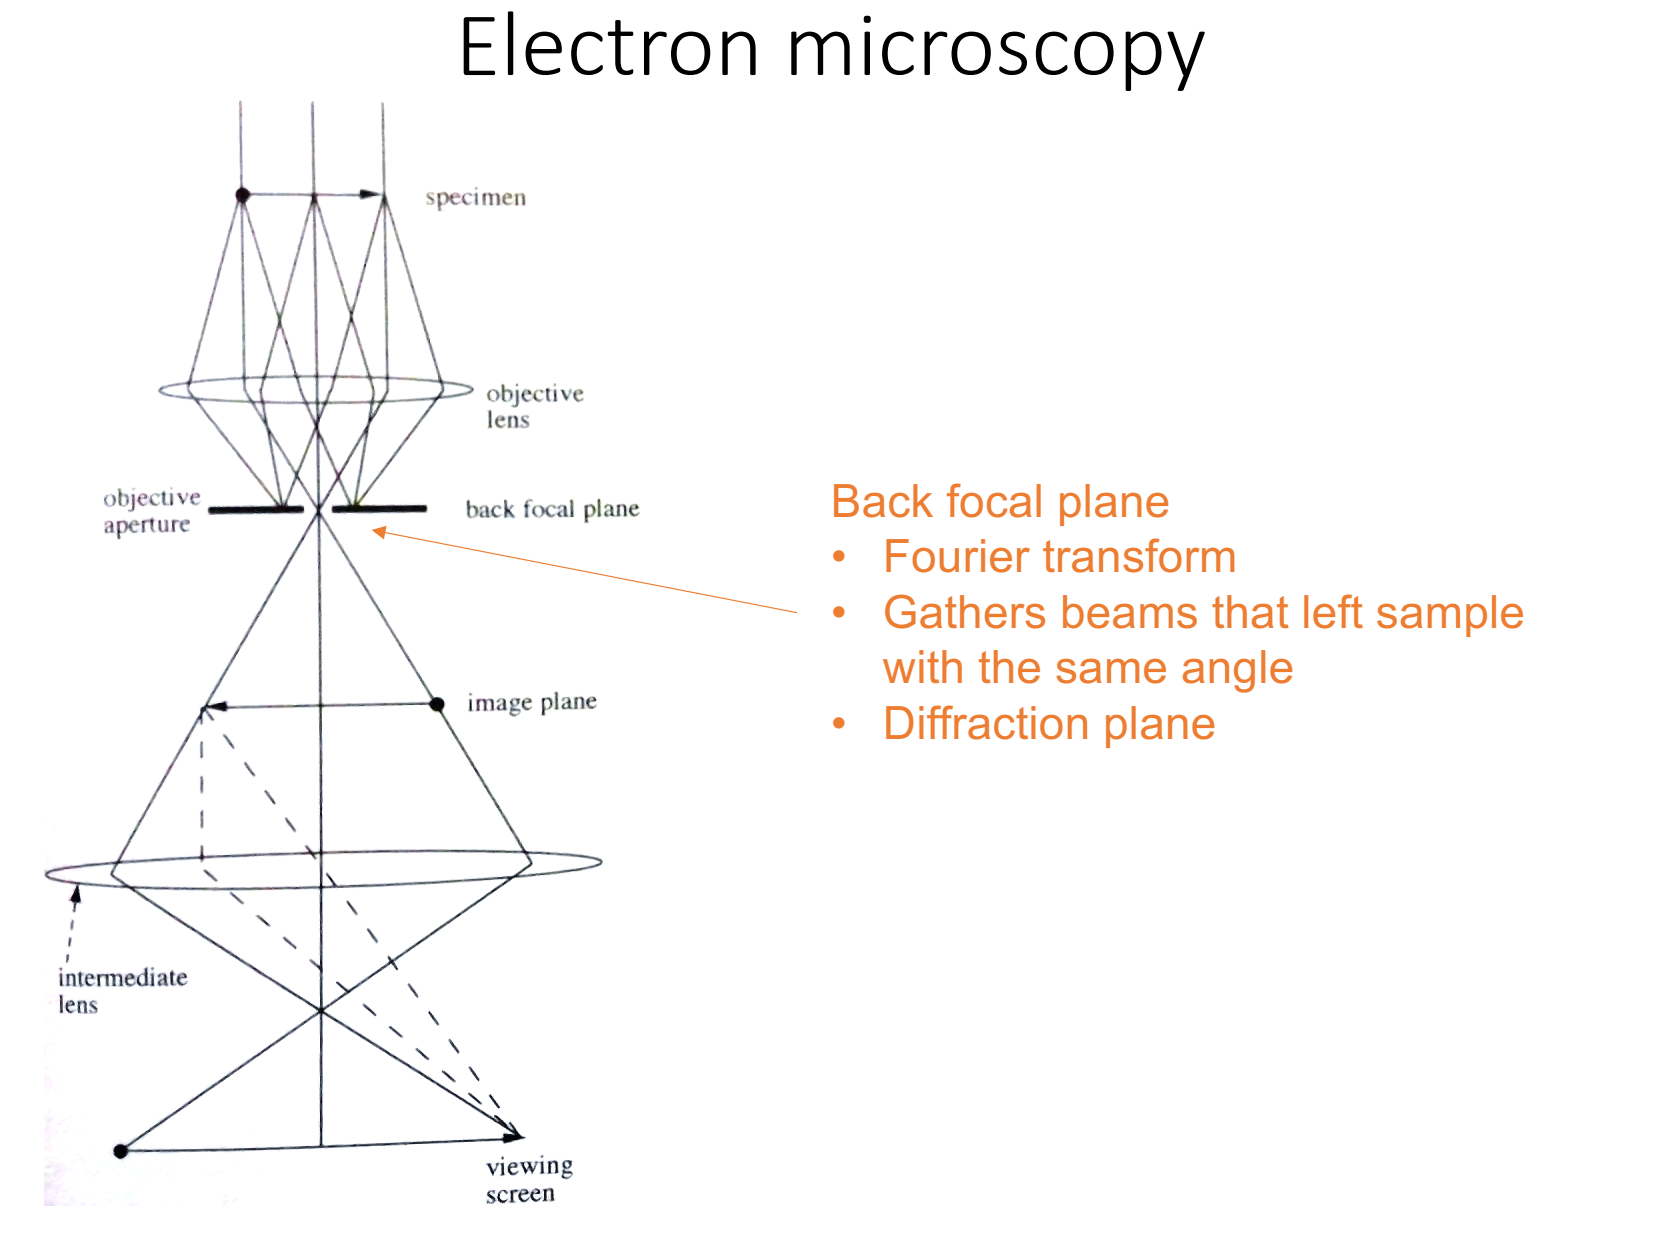 Electron microscopy
specimen
objective
lens
objective
aperture
back focal plane
Back focal plane
• Fourier transform
• Gathers beams that left sample
with the same angle
• Diffraction plane
image plane
intermediate
lens
viewing
screen